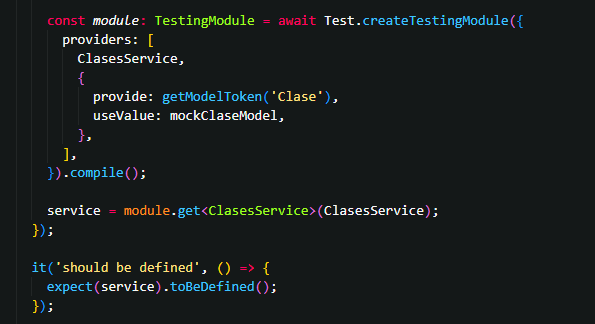 const module: TestingModule = await Test.createTestingModule({
providers: [
ClasesService,
{
provide: getModelToken('Clase'),
useValue: mockClaseModel,
},
],
}).compile();
service = module.get<ClasesService>(ClasesService);
});
it('should be defined', () => {
expect(service).toBeDefined();
});